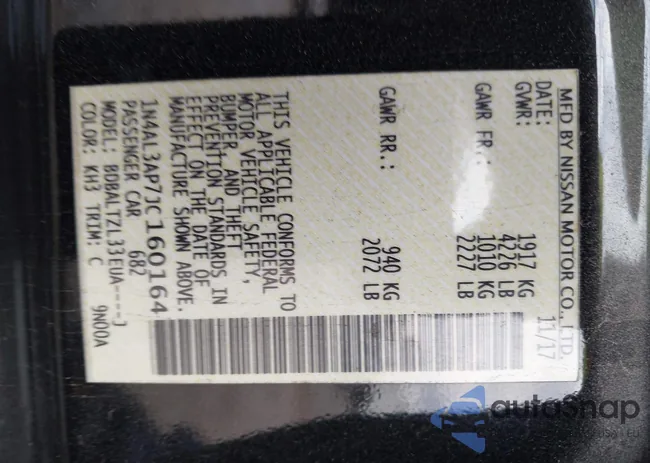 MFD BY NISSAN MOTOR CO., LTD.
DATE: 11/17
GVWR: 1917 KG
4226 LB
GAWR FR.: 1010 KG
2227 LB
GAWR RR.: 940 KG
2072 LB
THIS VEHICLE CONFORMS TO
ALL APPLICABLE FEDERAL
MOTOR VEHICLE SAFETY,
BUMPER, AND THEFT
PREVENTION STANDARDS IN
EFFECT ON THE DATE OF
MANUFACTURE SHOWN ABOVE.
1N4AL3AP7JC160164
PASSENGER CAR 682
MODEL: BDBALTZL33EUA----J
COLOR: KH3 TRIM: C 9N00A
autoSnap